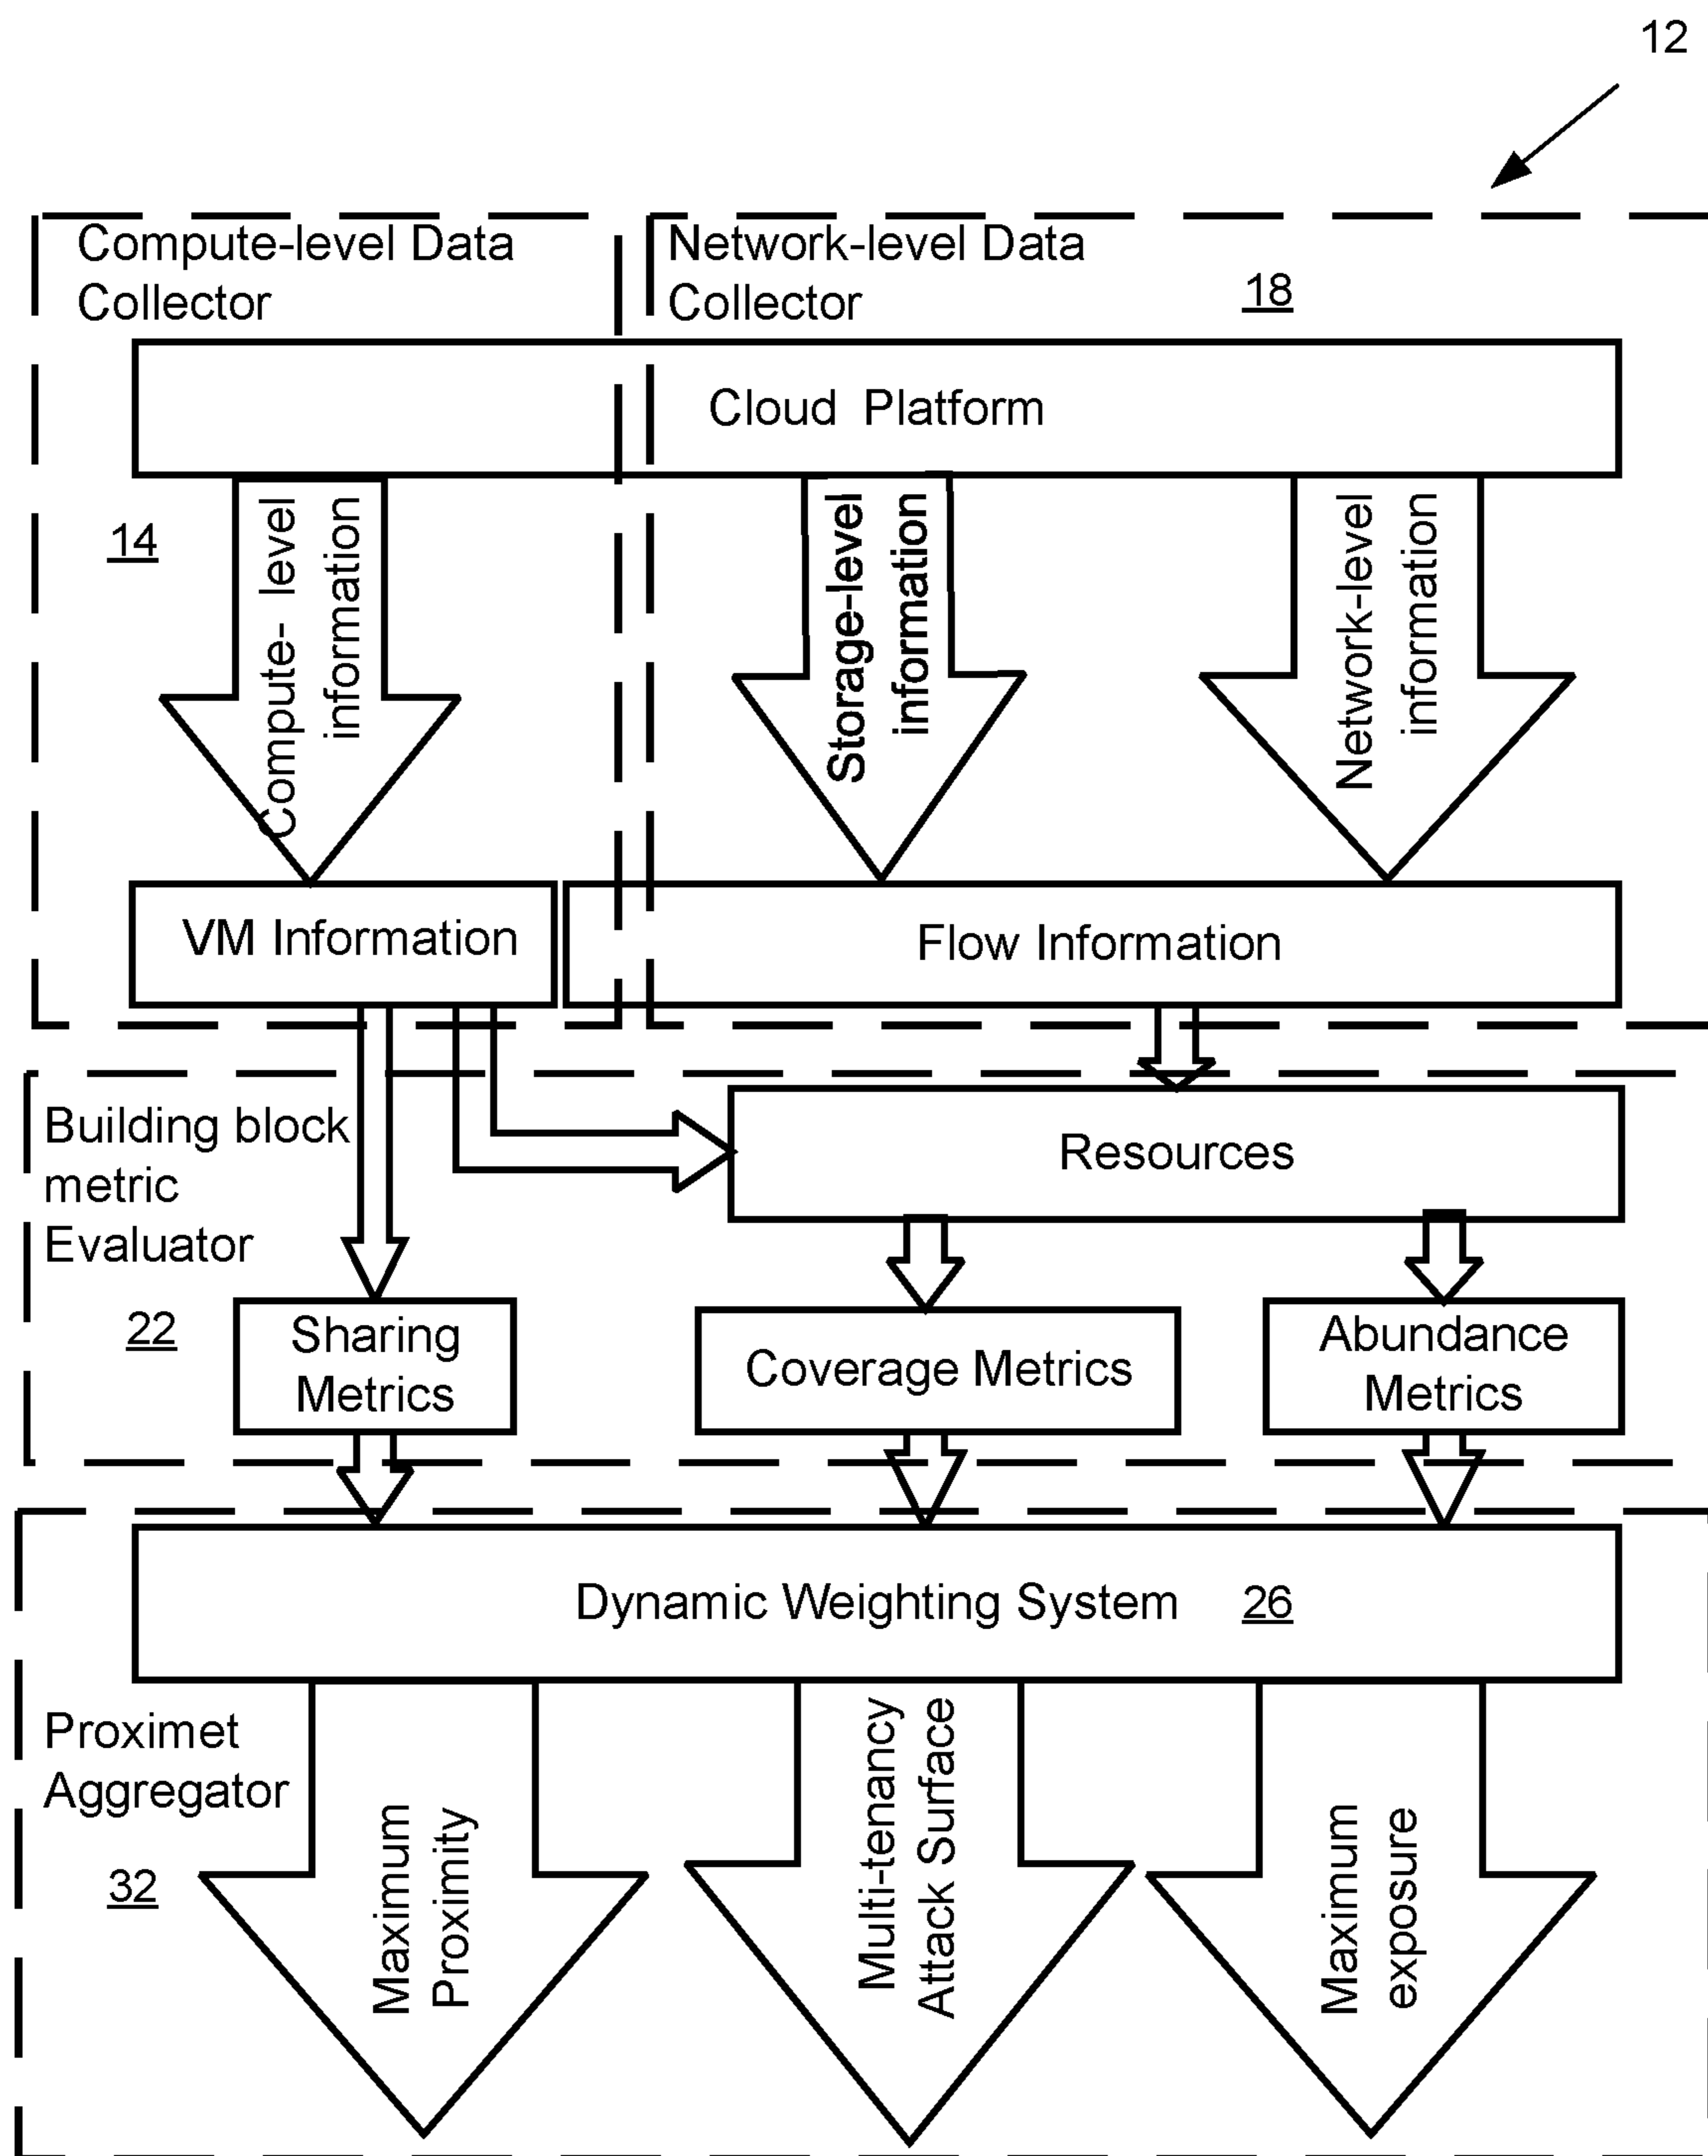 12
Compute-level Data
Collector
Network-level Data
Collector
18
Cloud Platform
14
Compute- level
information
Storage-level
information
Network-level
information
VM Information
Flow Information
Building block
metric
Evaluator
22
Resources
Sharing
Metrics
Coverage Metrics
Abundance
Metrics
Dynamic Weighting System 26
Proximet
Aggregator
32
Maximum
Proximity
Multi-tenancy
Attack Surface
Maximum
exposure